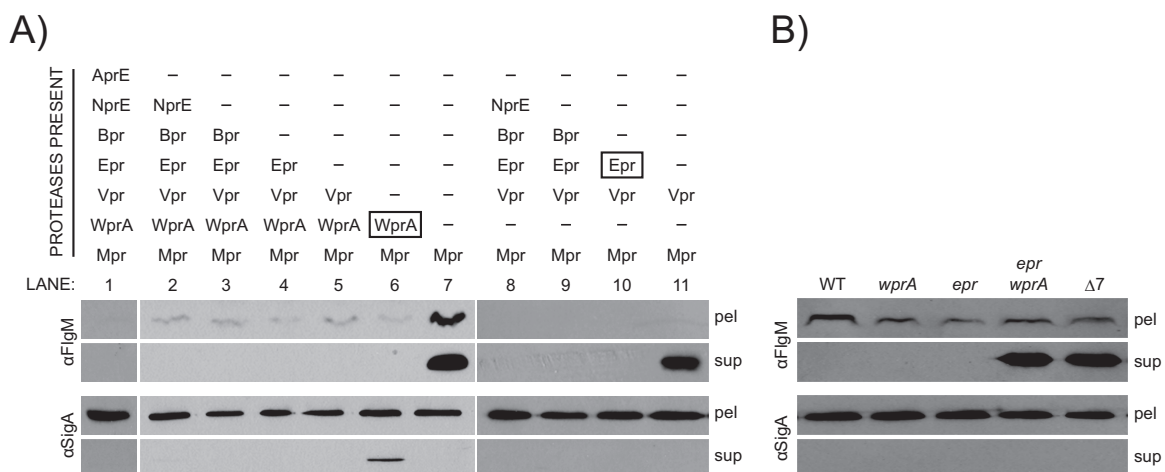 A)
B)
PROTEASES PRESENT
AprE – – – – – – – – – –
NprE NprE – – – – – NprE – – –
Bpr Bpr Bpr – – – – Bpr Bpr – –
Epr Epr Epr Epr – – – Epr Epr Epr –
Vpr Vpr Vpr Vpr Vpr – – Vpr Vpr Vpr Vpr
WprA WprA WprA WprA WprA WprA – – – – –
Mpr Mpr Mpr Mpr Mpr Mpr Mpr Mpr Mpr Mpr Mpr
LANE: 1 2 3 4 5 6 7 8 9 10 11
αFlgM
pel
sup
αSigA
pel
sup
WT wprA epr epr wprA Δ7
αFlgM
pel
sup
αSigA
pel
sup